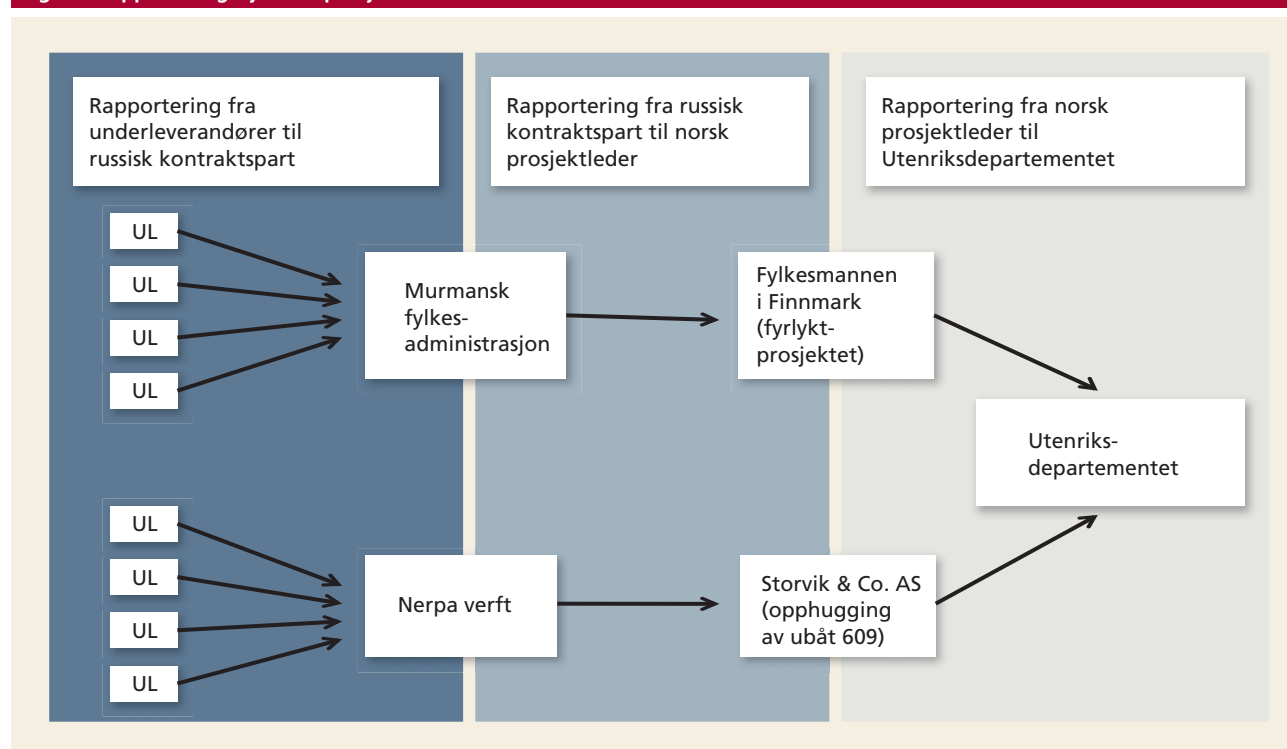 Rapportering fra
underleverandører til
russisk kontraktspart
Rapportering fra russisk
kontraktspart til norsk
prosjektleder
Rapportering fra norsk
prosjektleder til
Utenriksdepartementet
UL
UL
UL
UL
Murmansk
fylkes-
administrasjon
Fylkesmannen
i Finnmark
(fyrlykt-
prosjektet)
Utenriks-
departementet
UL
UL
UL
UL
Nerpa verft
Storvik & Co. AS
(opphugging
av ubåt 609)